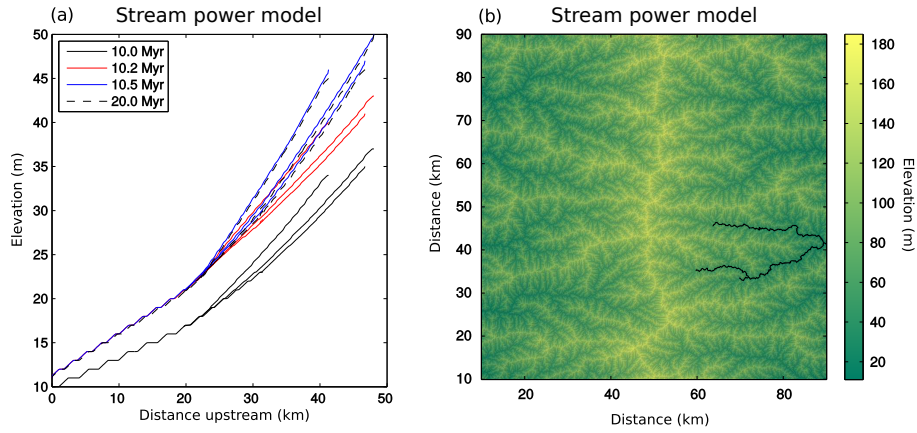 (a) Stream power model
50
45
40
35
30
25
20
15
10
Elevation (m)
10.0 Myr
10.2 Myr
10.5 Myr
20.0 Myr
0 10 20 30 40 50
Distance upstream (km)
(b) Stream power model
90
80
70
60
50
40
30
20
10
Distance (km)
20 40 60 80
Distance (km)
180
160
140
120
100
80
60
40
20
Elevation (m)